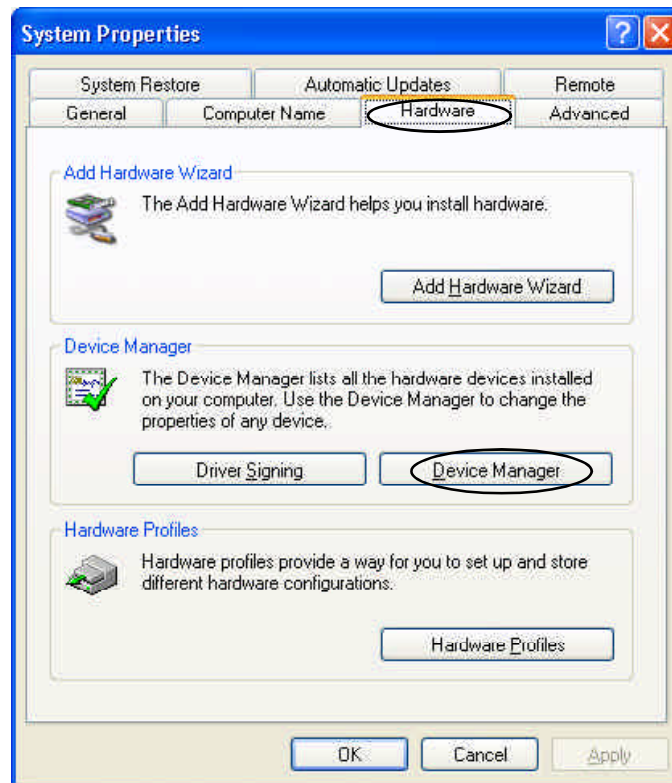 System Properties
System Restore Automatic Updates Remote
General Computer Name Hardware Advanced
Add Hardware Wizard
The Add Hardware Wizard helps you install hardware.
Add Hardware Wizard
Device Manager
The Device Manager lists all the hardware devices installed
on your computer. Use the Device Manager to change the
properties of any device.
Driver Signing Device Manager
Hardware Profiles
Hardware profiles provide a way for you to set up and store
different hardware configurations.
Hardware Profiles
OK Cancel Apply